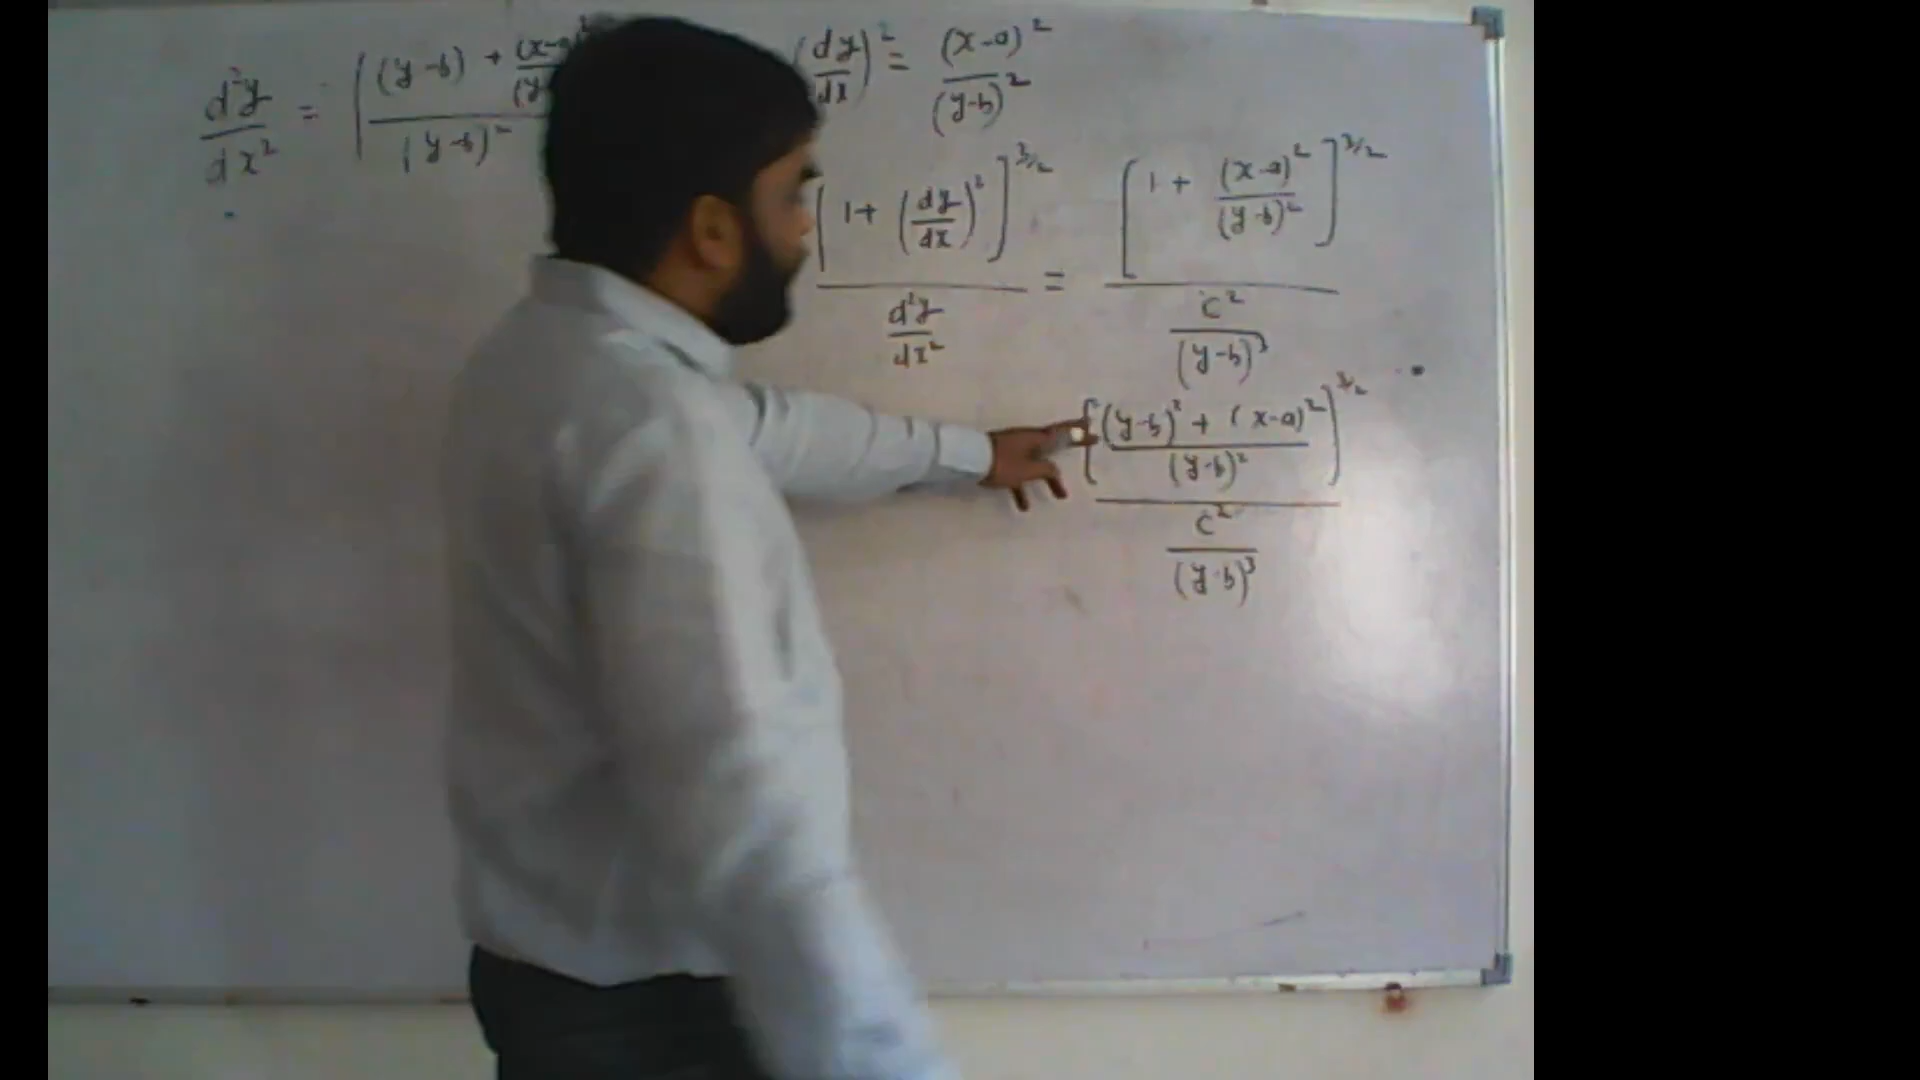 d²y/dx² = [(y-b) + (x-a)²/(y-b)² (dy/dx)² = (x-a)²/(y-b)²
[1 + (dy/dx)²]^3/2 / d²y/dx² = [1 + (x-a)²/(y-b)²]^3/2 / c²/(y-b)³
[(y-b)² + (x-a)²/(y-b)²]^3/2 / c²/(y-b)³